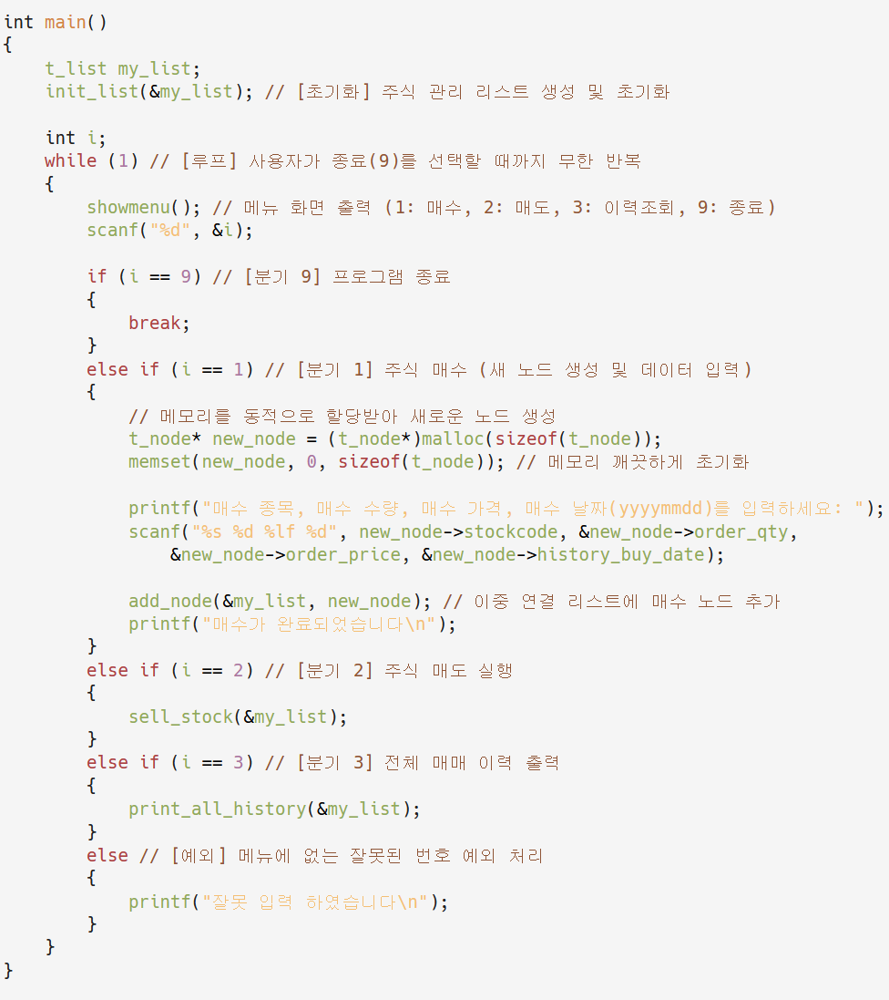 int main()
{
    t_list my_list;
    init_list(&my_list); // [초기화] 주식 관리 리스트 생성 및 초기화

    int i;
    while (1) // [루프] 사용자가 종료(9)를 선택할 때까지 무한 반복
    {
        showmenu(); // 메뉴 화면 출력 (1: 매수, 2: 매도, 3: 이력조회, 9: 종료)
        scanf("%d", &i);

        if (i == 9) // [분기 9] 프로그램 종료
        {
            break;
        }
        else if (i == 1) // [분기 1] 주식 매수 (새 노드 생성 및 데이터 입력)
        {
            // 메모리를 동적으로 할당받아 새로운 노드 생성
            t_node* new_node = (t_node*)malloc(sizeof(t_node));
            memset(new_node, 0, sizeof(t_node)); // 메모리 깨끗하게 초기화

            printf("매수 종목, 매수 수량, 매수 가격, 매수 날짜(yyyymmdd)를 입력하세요: ");
            scanf("%s %d %lf %d", new_node->stockcode, &new_node->order_qty,
                &new_node->order_price, &new_node->history_buy_date);

            add_node(&my_list, new_node); // 이중 연결 리스트에 매수 노드 추가
            printf("매수가 완료되었습니다\n");
        }
        else if (i == 2) // [분기 2] 주식 매도 실행
        {
            sell_stock(&my_list);
        }
        else if (i == 3) // [분기 3] 전체 매매 이력 출력
        {
            print_all_history(&my_list);
        }
        else // [예외] 메뉴에 없는 잘못된 번호 예외 처리
        {
            printf("잘못 입력 하였습니다\n");
        }
    }
}